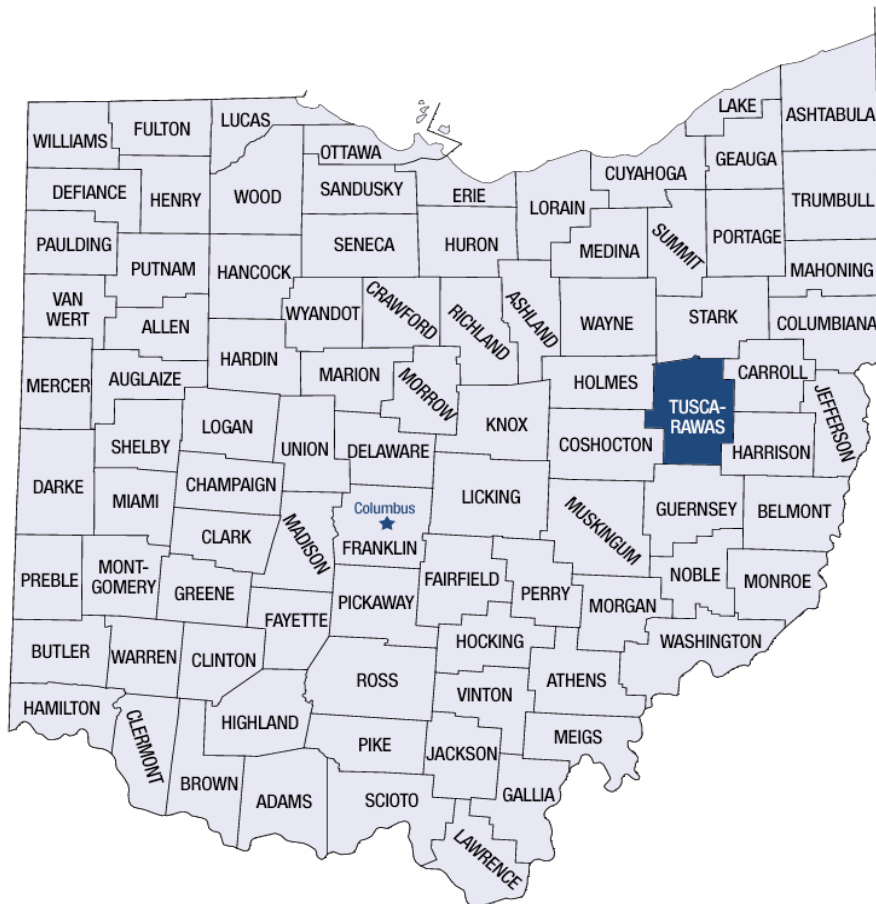 LAKE
ASHTABULA
LUCAS
FULTON
WILLIAMS
OTTAWA
GEAUGA
CUYAHOGA
DEFIANCE
HENRY
WOOD
SANDUSKY
ERIE
LORAIN
TRUMBULL
PAULDING
SENECA
HURON
MEDINA
SUMMIT
PORTAGE
PUTNAM
HANCOCK
MAHONING
VAN
WERT
ALLEN
WYANDOT
CRAWFORD
RICHLAND
ASHLAND
WAYNE
STARK
COLUMBIANA
HARDIN
MERCER
AUGLAIZE
MARION
MORROW
HOLMES
CARROLL
JEFFERSON
TUSCA-
RAWAS
LOGAN
UNION
KNOX
SHELBY
DELAWARE
COSHOCTON
HARRISON
DARKE
MIAMI
CHAMPAIGN
LICKING
GUERNSEY
BELMONT
Columbus
CLARK
MADISON
FRANKLIN
MUSKINGUM
PREBLE
MONT-
GOMERY
GREENE
FAIRFIELD
PERRY
NOBLE
MONROE
PICKAWAY
MORGAN
FAYETTE
HOCKING
WASHINGTON
BUTLER
WARREN
CLINTON
ROSS
VINTON
ATHENS
HAMILTON
CLERMONT
HIGHLAND
PIKE
JACKSON
MEIGS
BROWN
ADAMS
SCIOTO
GALLIA
LAWRENCE